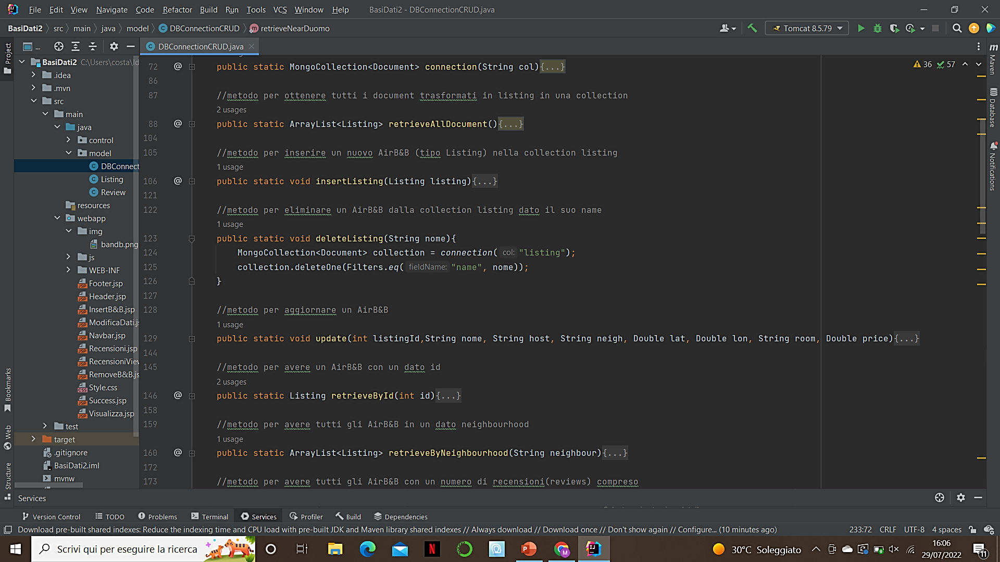 File Edit View Navigate Code Refactor Build Run Tools VCS Window Help BasiDati2 - DBConnectionCRUD.java
BasiDati2 src main java model DBConnectionCRUD retrieveNearDuomo Tomcat 8.5.79
Project
... DBConnectionCRUD.java
BasiDati2 C:\Users\costa\Id
.idea
.mvn
src
main
java
control
model
DBConnect
Listing
Review
resources
webapp
img
bandb.png
js
WEB-INF
Footer.jsp
Header.jsp
InsertB&B.jsp
ModificaDati.js
Navbar.jsp
Recensioni.jsp
RecensioniView
RemoveB&B.js
Style.css
Success.jsp
Visualizza.jsp
test
target
.gitignore
BasiDati2.iml
mvnw
36 57
72 @ public static MongoCollection<Document> connection(String col){...}
86
87 //metodo per ottenere tutti i document trasformati in listing in una collection
2 usages
88 @ public static ArrayList<Listing> retrieveAllDocument(){...}
104
105 //metodo per inserire un nuovo AirB&B (tipo Listing) nella collection listing
1 usage
106 @ public static void insertListing(Listing listing){...}
121
122 //metodo per eliminare un AirB&B dalla collection listing dato il suo name
1 usage
123 public static void deleteListing(String nome){
124 MongoCollection<Document> collection = connection( col: "listing");
125 collection.deleteOne(Filters.eq( fieldName: "name", nome));
126 }
127
128 //metodo per aggiornare un AirB&B
1 usage
129 public static void update(int listingId,String nome, String host, String neigh, Double lat, Double lon, String room, Double price){...}
144
145 //metodo per avere un AirB&B con un dato id
2 usages
146 @ public static Listing retrieveById(int id){...}
158
159 //metodo per avere tutti gli AirB&B in un dato neighbourhood
1 usage
160 @ public static ArrayList<Listing> retrieveByNeighbourhood(String neighbour){...}
172
173 //metodo per avere tutti gli AirB&B con un numero di recensioni(reviews) compreso
Maven
Database
Notifications
Bookmarks
Web
Structure
Services
Version Control TODO Problems Terminal Services Profiler Build Dependencies
Download pre-built shared indexes: Reduce the indexing time and CPU load with pre-built JDK and Maven library shared indexes // Always download // Download once // Don't show again // Configure... (10 minutes ago) 233:72 CRLF UTF-8 4 spaces
Scrivi qui per eseguire la ricerca 30°C Soleggiato 16:06
29/07/2022
11